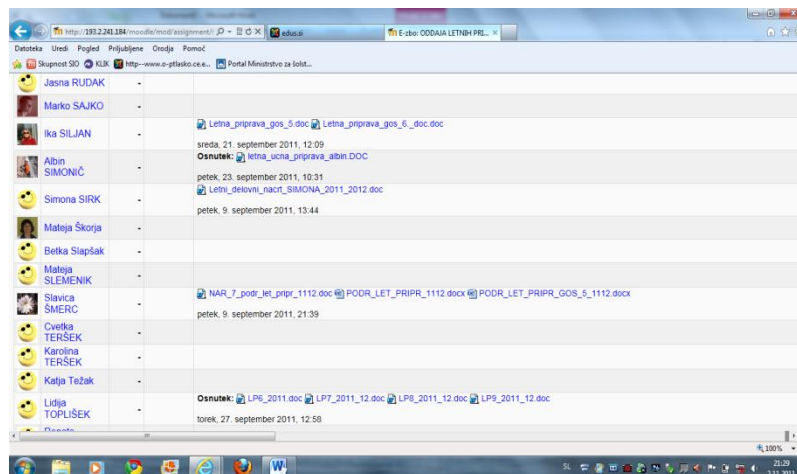 http://193.2.241.184/moodle/mod/assignment/
edus.si
E-zbo: ODDAJA LETNIH PRI...
Datoteka Uredi Pogled Priljubljene Orodja Pomoč
Skupnost SIO KLIK http--www.o-ptlasko.ce.e... Portal Ministrstvo za šolst...
Jasna RUDAK -
Marko SAJKO -
Ika SILJAN - Letna_priprava_gos_5.doc Letna_priprava_gos_6._doc.doc
sreda, 21. september 2011, 12:09
Albin SIMONIČ - Osnutek: letna_ucna_priprava_albin.DOC
petek, 23. september 2011, 10:31
Simona SIRK - Letni_delovni_nacrt_SIMONA_2011_2012.doc
petek, 9. september 2011, 13:44
Mateja Škorja -
Betka Slapšak -
Mateja SLEMENIK -
Slavica ŠMERC - NAR_7_podr_let_pripr_1112.doc PODR_LET_PRIPR_1112.docx PODR_LET_PRIPR_GOS_5_1112.docx
petek, 9. september 2011, 21:39
Cvetka TERŠEK -
Karolina TERŠEK -
Katja Težak -
Lidija TOPLIŠEK - Osnutek: LP6_2011.doc LP7_2011_12.doc LP8_2011_12.doc LP9_2011_12.doc
torek, 27. september 2011, 12:58
100%
SL
21:29
2.11.2011